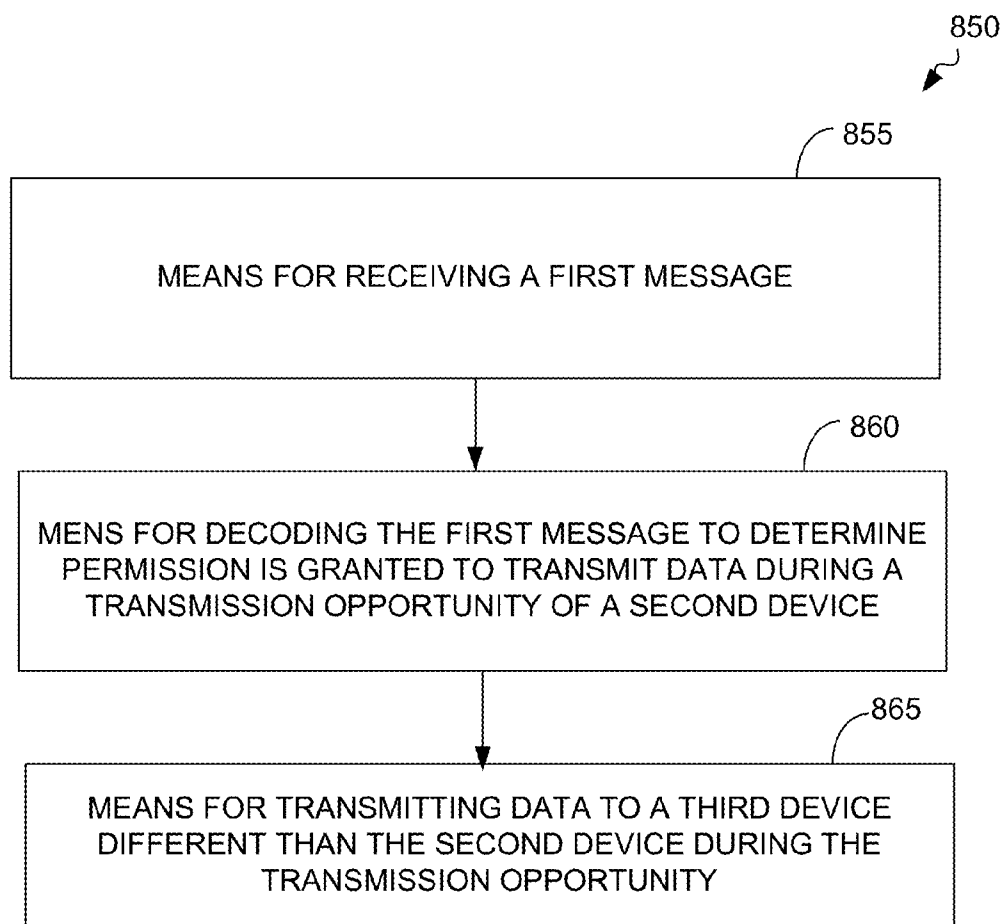 850
855
MEANS FOR RECEIVING A FIRST MESSAGE
860
MENS FOR DECODING THE FIRST MESSAGE TO DETERMINE
PERMISSION IS GRANTED TO TRANSMIT DATA DURING A
TRANSMISSION OPPORTUNITY OF A SECOND DEVICE
865
MEANS FOR TRANSMITTING DATA TO A THIRD DEVICE
DIFFERENT THAN THE SECOND DEVICE DURING THE
TRANSMISSION OPPORTUNITY